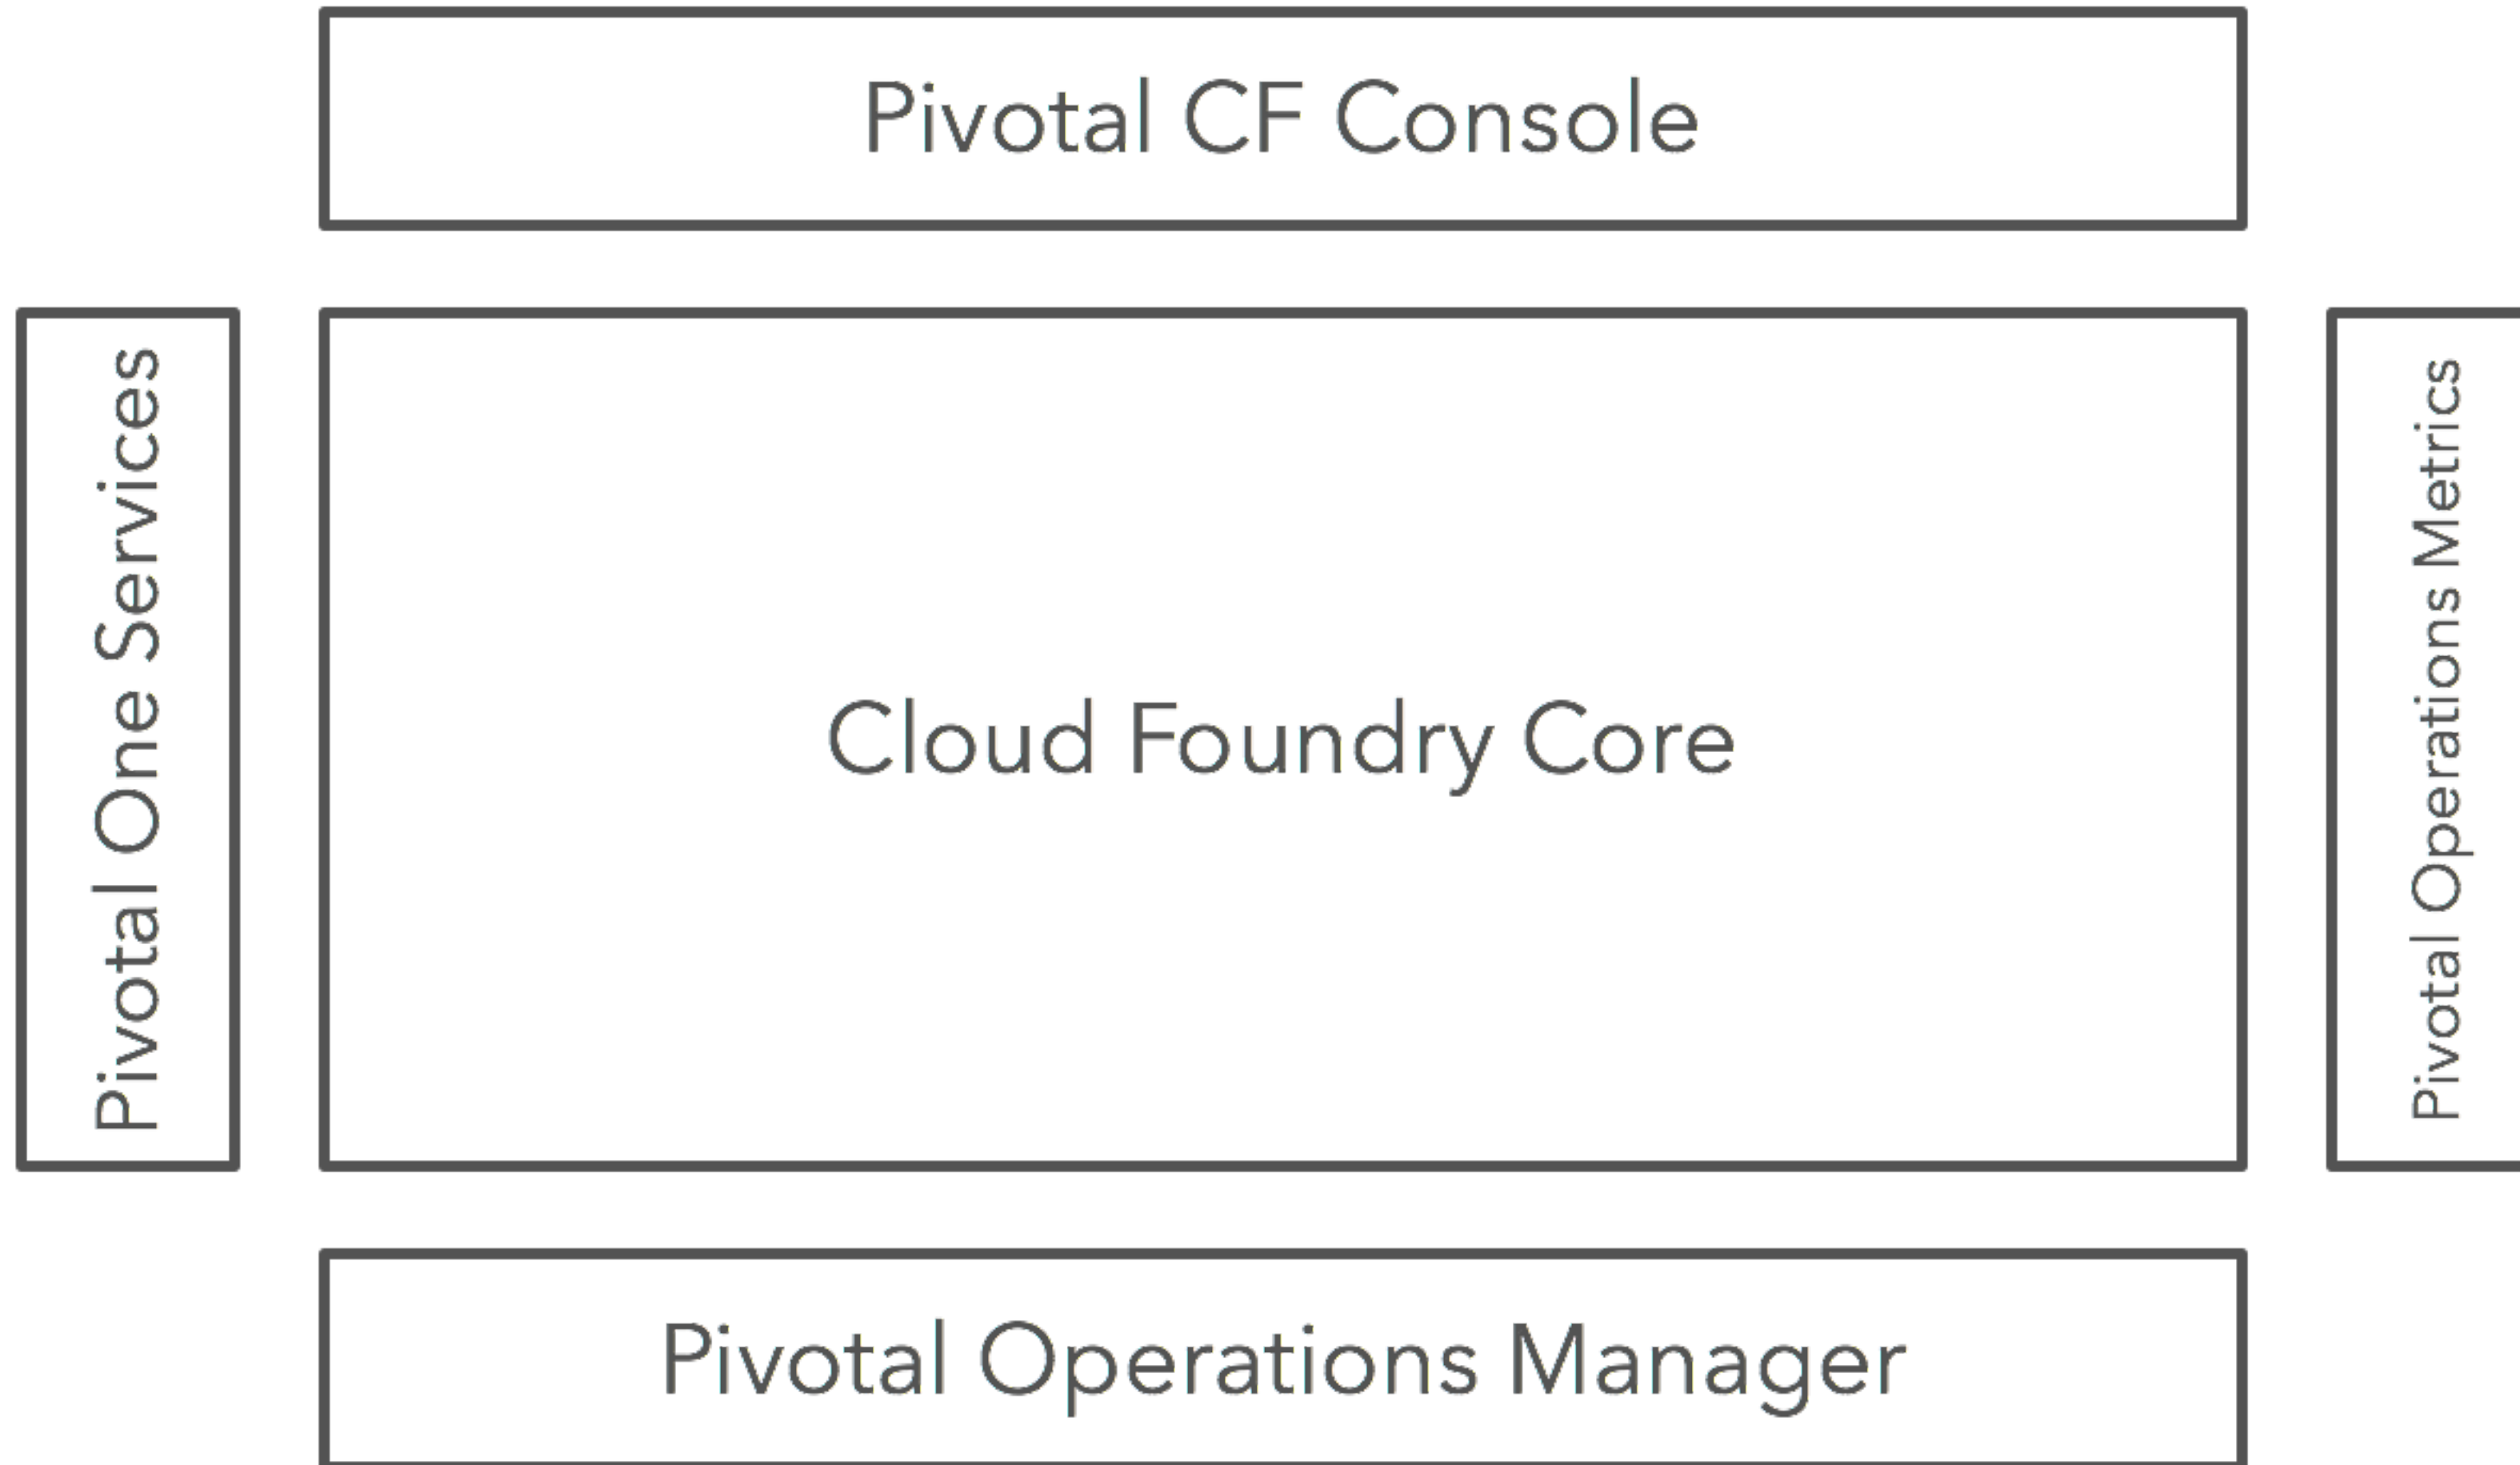 Pivotal CF Console
Pivotal One Services
Cloud Foundry Core
Pivotal Operations Metrics
Pivotal Operations Manager